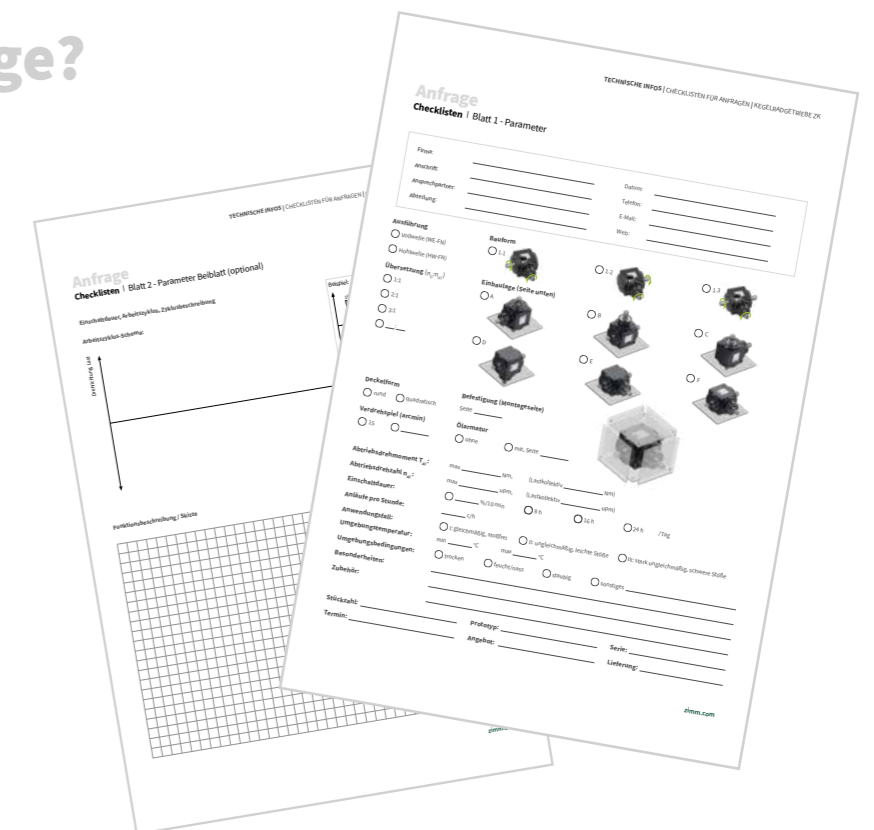 ge?
TECHNISCHE INFOS | CHECKLISTEN FÜR ANFRAGEN | KEGELRADGETRIEBE ZK
Anfrage
Checklisten | Blatt 1 - Parameter
Firma:
Anschrift:
Ansprechpartner:
Abteilung:
Datum:
Telefon:
E-Mail:
Web:
Ausführung
Vollwelle (WE-FN)
Hohlwelle (HW-FN)
Übersetzung
1:1
2:1
3:1
:
Bauform
1-1
1-2
1-3
Einbaulage (Seite unten)
A
B
C
D
E
F
Deckelform
rund
quadratisch
Verdrehspiel (arcmin)
15
Befestigung (Montageseite)
Seite
Ölarmatur
ohne
mit, Seite
Abtriebsdrehmoment
max
Nm,
(Lastkollektiv
Nm)
Abtriebsdrehzahl
max
upm,
(Lastkollektiv
upm)
Einschaltdauer:
%/10 min
8 h
16 h
24 h
/Tag
Anläufe pro Stunde:
c/h
Anwendungsfall:
I: gleichmäßig, stoßfrei
II: ungleichmäßig, leichte Stöße
III: stark ungleichmäßig, schwere Stöße
Umgebungstemperatur:
min
°C
max
°C
Umgebungsbedingungen:
trocken
feucht/nass
staubig
sonstiges
Besonderheiten:
Zubehör:
Stückzahl:
Prototyp:
Serie:
Termin:
Angebot:
Lieferung:
zimm.com
TECHNISCHE INFOS | CHECKLISTEN FÜR ANFRAGEN |
Anfrage
Checklisten | Blatt 2 - Parameter Beiblatt (optional)
Einschaltdauer, Arbeitszyklus, Zyklusbeschreibung
Arbeitszyklus-Schema:
Beispiel:
Funktionsbeschreibung / Skizze